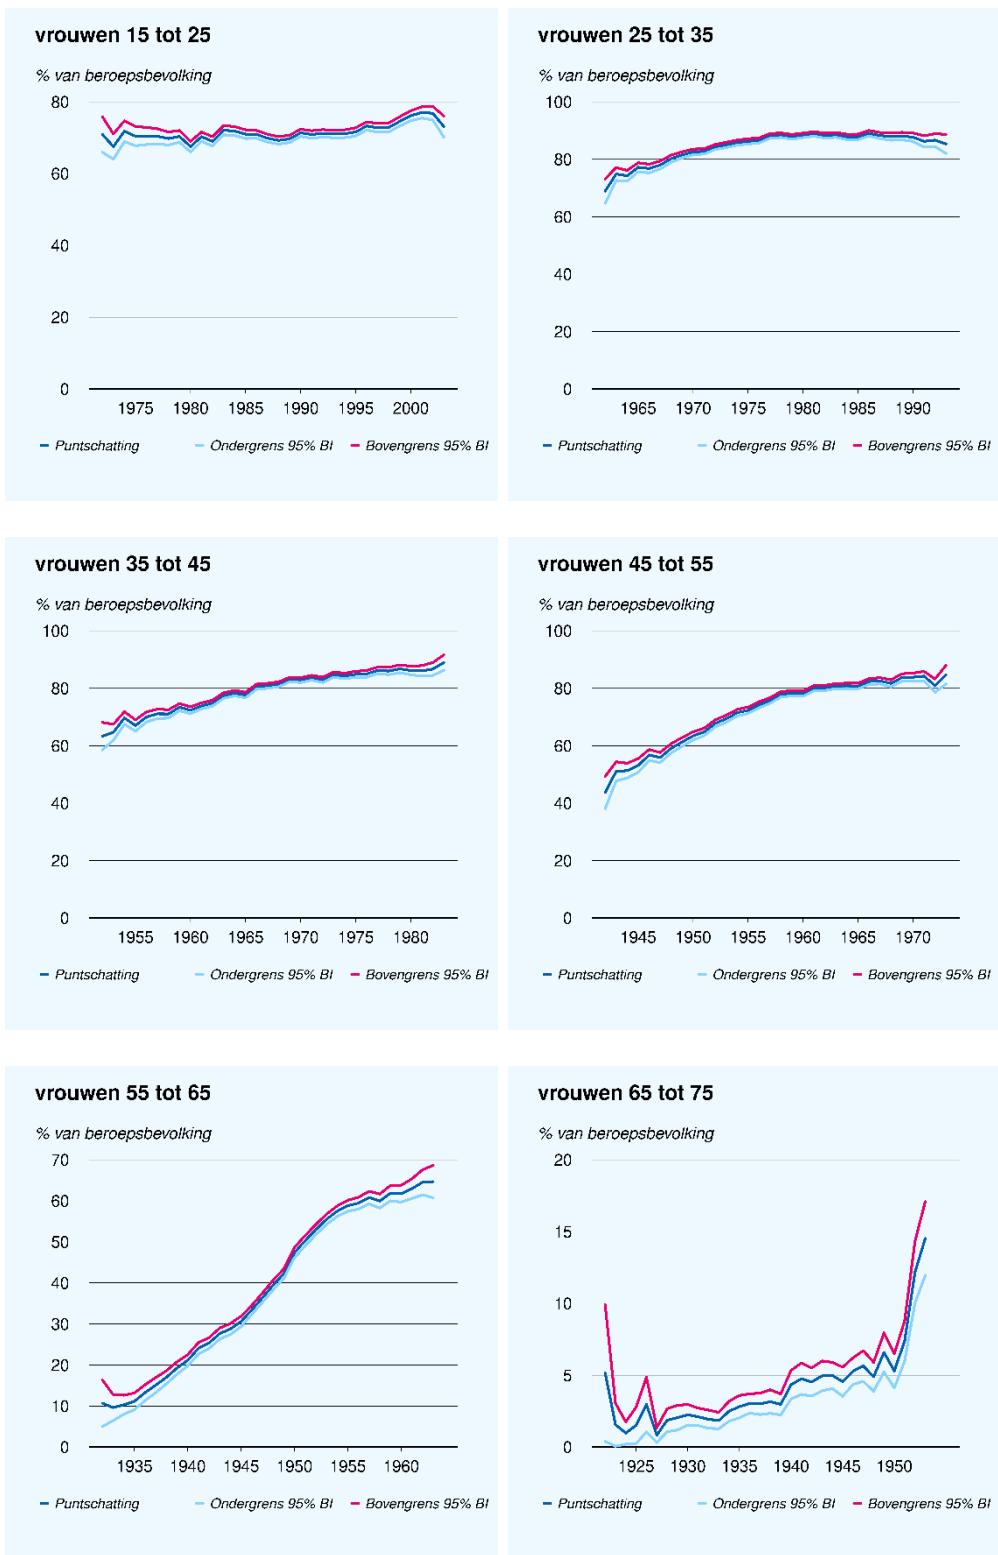 vrouwen 15 tot 25
% van beroepsbevolking
80
60
40
20
0
1975 1980 1985 1990 1995 2000
Puntschatting Ondergrens 95% BI Bovengrens 95% BI
vrouwen 25 tot 35
% van beroepsbevolking
100
80
60
40
20
0
1965 1970 1975 1980 1985 1990
Puntschatting Ondergrens 95% BI Bovengrens 95% BI
vrouwen 35 tot 45
% van beroepsbevolking
100
80
60
40
20
0
1955 1960 1965 1970 1975 1980
Puntschatting Ondergrens 95% BI Bovengrens 95% BI
vrouwen 45 tot 55
% van beroepsbevolking
100
80
60
40
20
0
1945 1950 1955 1960 1965 1970
Puntschatting Ondergrens 95% BI Bovengrens 95% BI
vrouwen 55 tot 65
% van beroepsbevolking
70
60
50
40
30
20
10
0
1935 1940 1945 1950 1955 1960
Puntschatting Ondergrens 95% BI Bovengrens 95% BI
vrouwen 65 tot 75
% van beroepsbevolking
20
15
10
5
0
1925 1930 1935 1940 1945 1950
Puntschatting Ondergrens 95% BI Bovengrens 95% BI